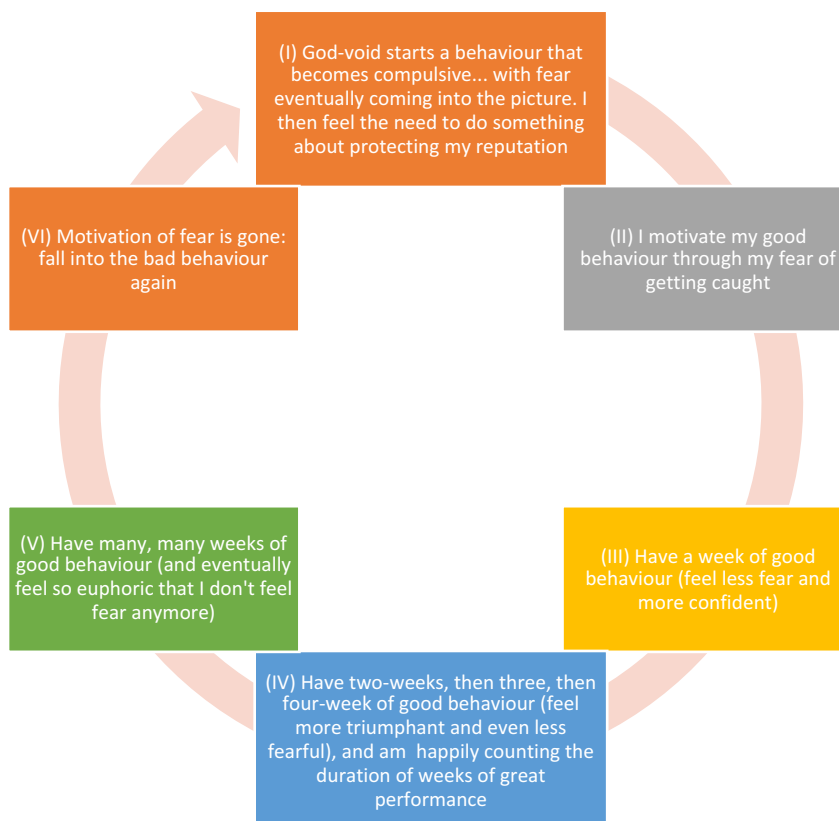 (I) God-void starts a behaviour that
becomes compulsive... with fear
eventually coming into the picture. I
then feel the need to do something
about protecting my reputation
(II) I motivate my good
behaviour through my fear of
getting caught
(III) Have a week of good
behaviour (feel less fear and
more confident)
(IV) Have two-weeks, then three, then
four-week of good behaviour (feel
more triumphant and even less
fearful), and am happily counting the
duration of weeks of great
performance
(V) Have many, many weeks of
good behaviour (and eventually
feel so euphoric that I don't feel
fear anymore)
(VI) Motivation of fear is gone:
fall into the bad behaviour
again